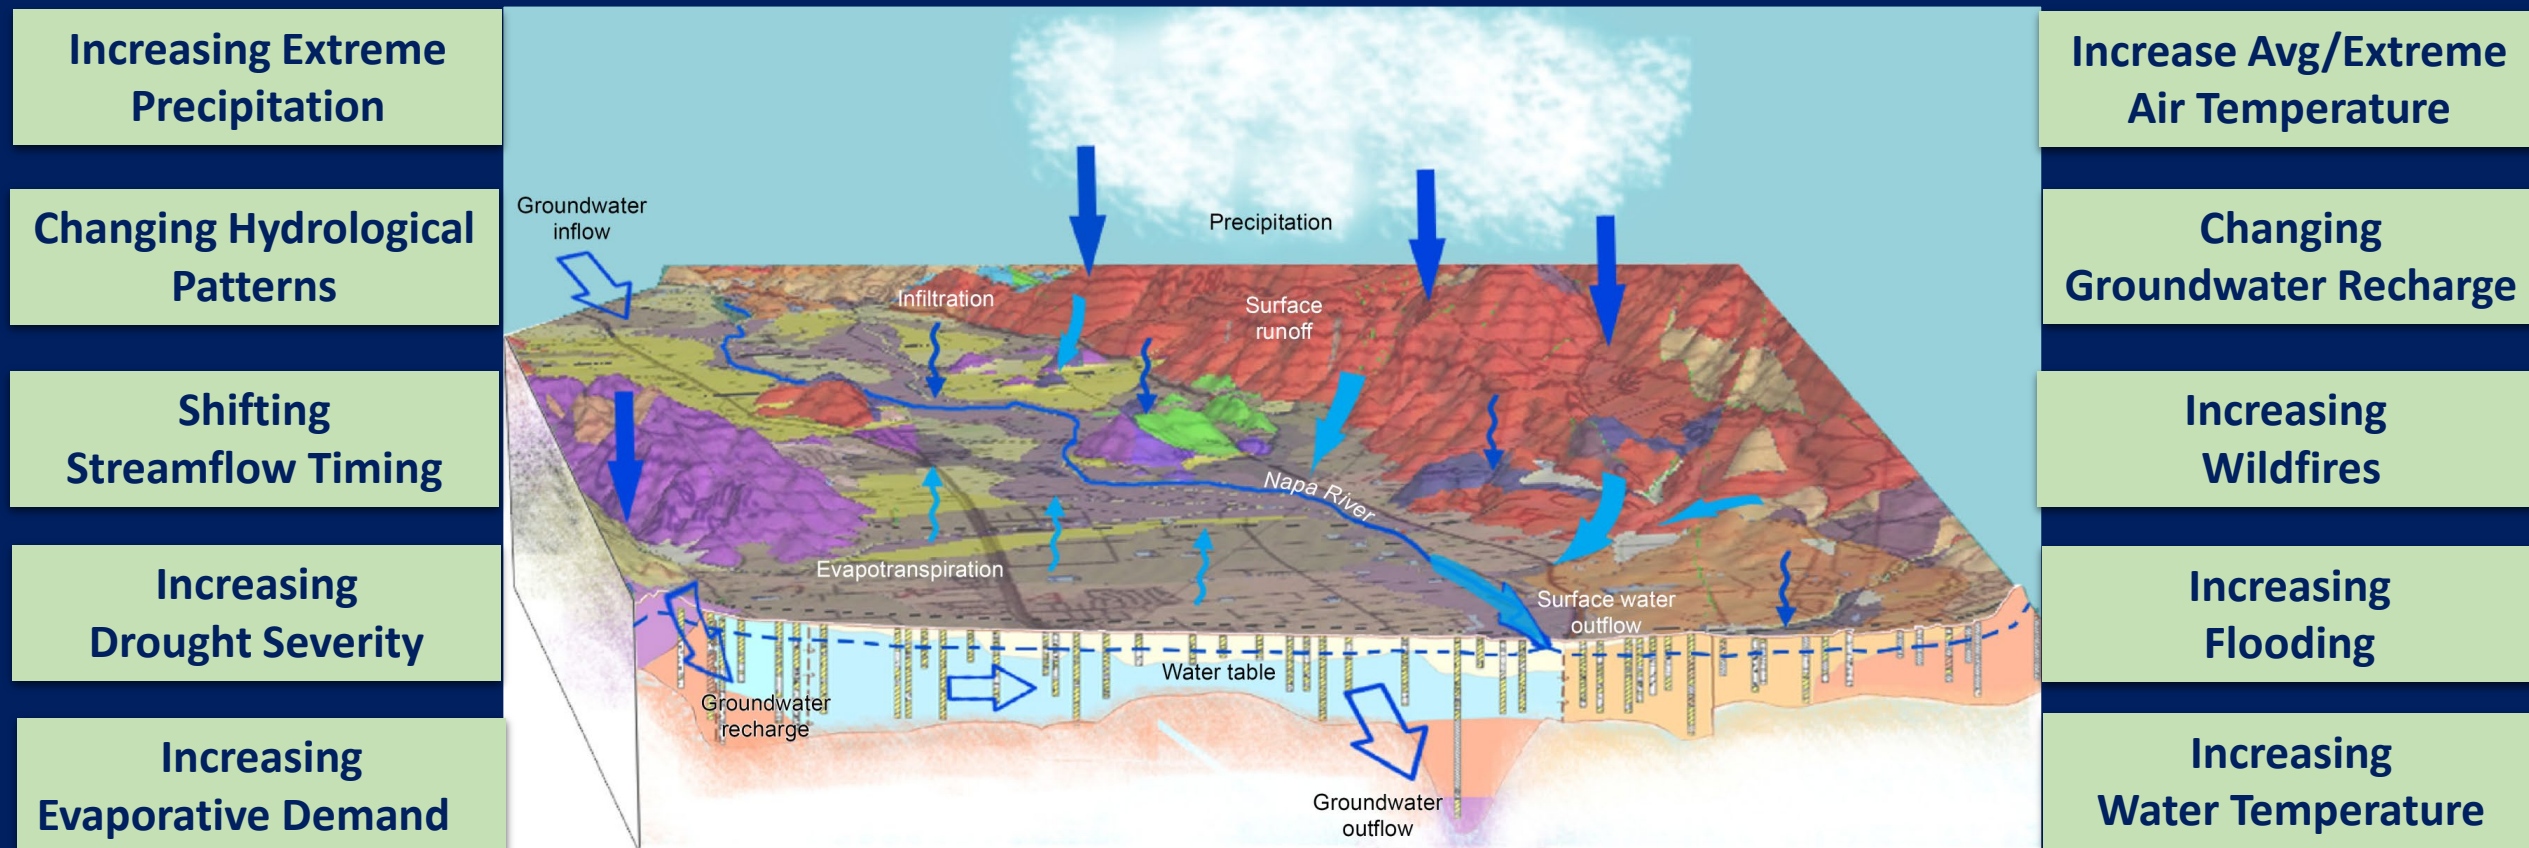 Increasing Extreme
Precipitation
Changing Hydrological
Patterns
Shifting
Streamflow Timing
Increasing
Drought Severity
Increasing
Evaporative Demand
Groundwater
inflow
Precipitation
Infiltration
Surface
runoff
Napa River
Evapotranspiration
Surface water
outflow
Water table
Groundwater
recharge
Groundwater
outflow
Increase Avg/Extreme
Air Temperature
Changing
Groundwater Recharge
Increasing
Wildfires
Increasing
Flooding
Increasing
Water Temperature